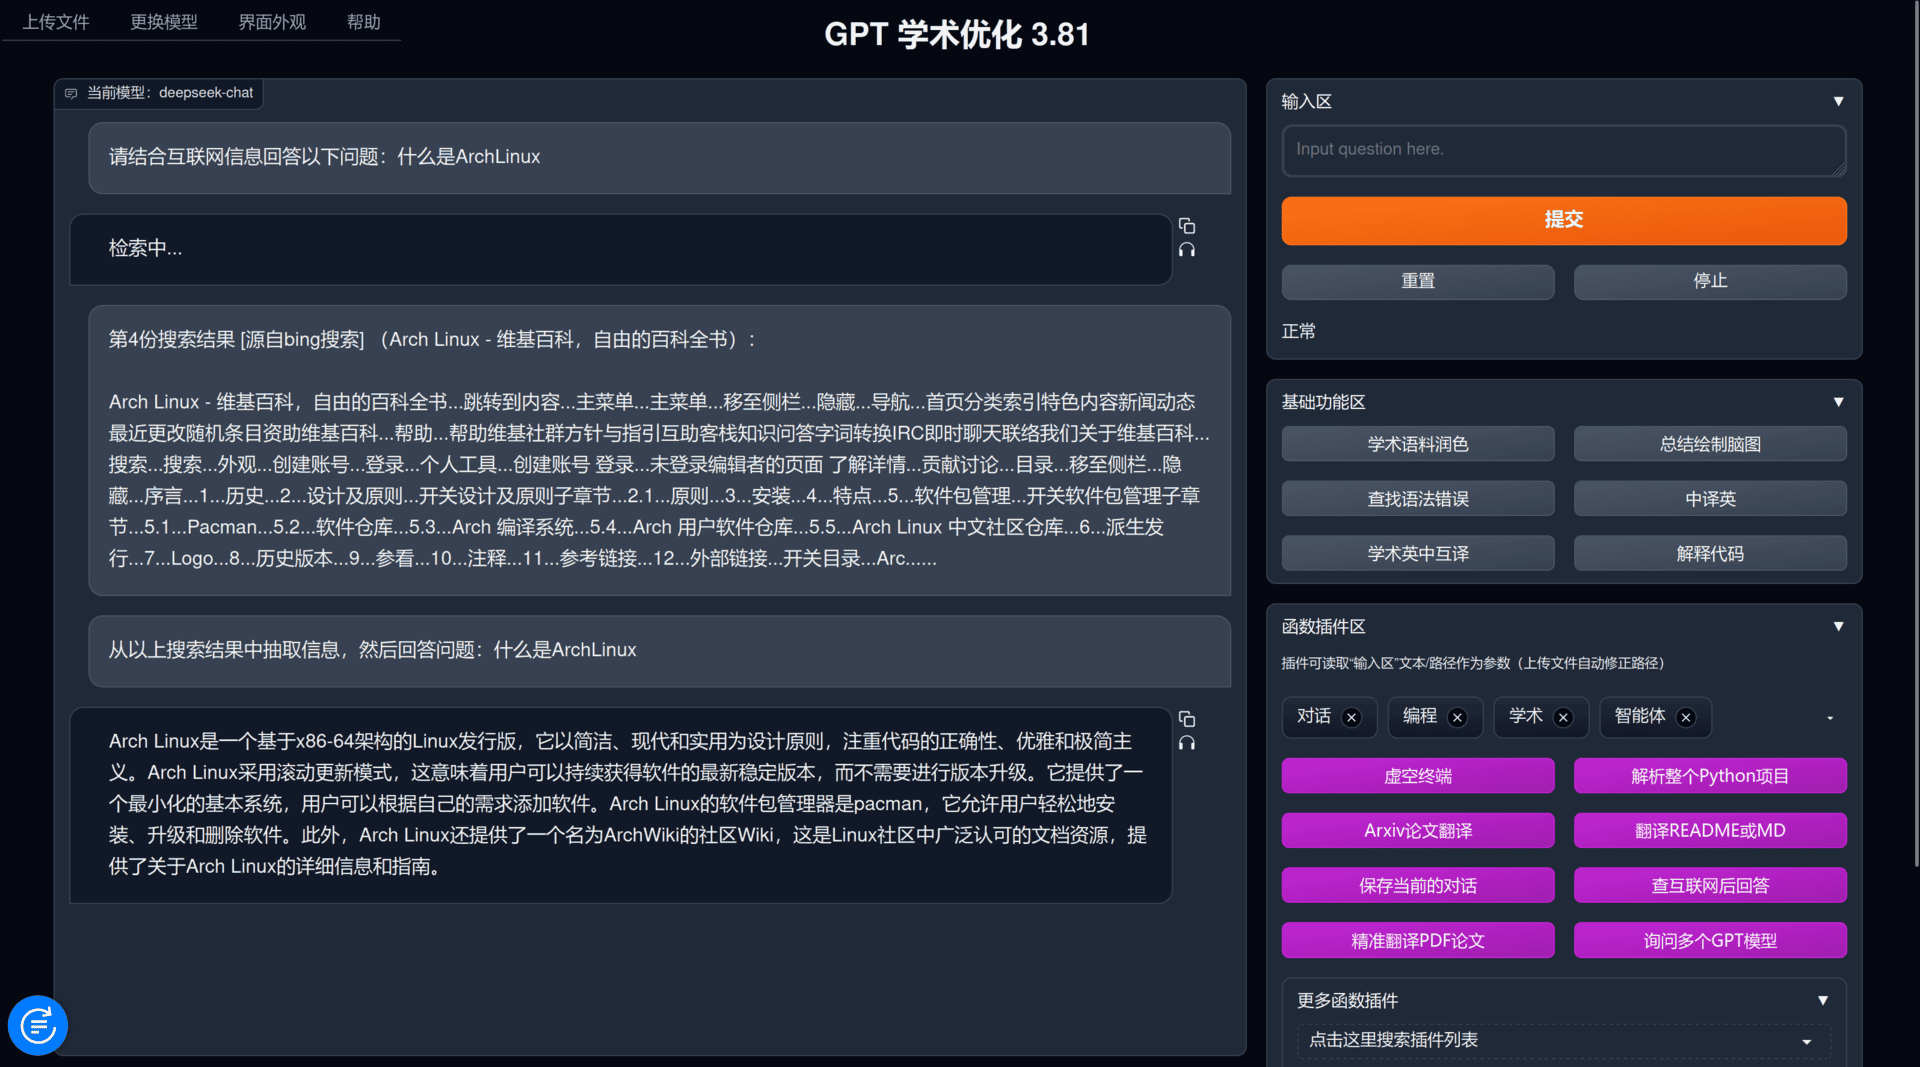 上传文件 更换模型 界面外观 帮助
GPT 学术优化 3.81
当前模型：deepseek-chat
请结合互联网信息回答以下问题：什么是ArchLinux
检索中...
第4份搜索结果 [源自bing搜索] （Arch Linux - 维基百科，自由的百科全书）：
Arch Linux - 维基百科，自由的百科全书...跳转到内容...主菜单...主菜单...移至侧栏...隐藏...导航...首页分类索引特色内容新闻动态
最近更改随机条目资助维基百科...帮助...帮助维基社群方针与指引互助客栈知识问答字词转换IRC即时聊天联络我们关于维基百科...
搜索...搜索...外观...创建账号...登录...个人工具...创建账号 登录...未登录编辑者的页面 了解详情...贡献讨论...目录...移至侧栏...隐
藏...序言...1...历史...2...设计及原则...开关设计及原则子章节...2.1...原则...3...安装...4...特点...5...软件包管理...开关软件包管理子章
节...5.1...Pacman...5.2...软件仓库...5.3...Arch 编译系统...5.4...Arch 用户软件仓库...5.5...Arch Linux 中文社区仓库...6...派生发
行...7...Logo...8...历史版本...9...参看...10...注释...11...参考链接...12...外部链接...开关目录...Arc......
从以上搜索结果中抽取信息，然后回答问题：什么是ArchLinux
Arch Linux是一个基于x86-64架构的Linux发行版，它以简洁、现代和实用为设计原则，注重代码的正确性、优雅和极简主
义。Arch Linux采用滚动更新模式，这意味着用户可以持续获得软件的最新稳定版本，而不需要进行版本升级。它提供了一
个最小化的基本系统，用户可以根据自己的需求添加软件。Arch Linux的软件包管理器是pacman，它允许用户轻松地安
装、升级和删除软件。此外，Arch Linux还提供了一个名为ArchWiki的社区Wiki，这是Linux社区中广泛认可的文档资源，提
供了关于Arch Linux的详细信息和指南。
输入区
Input question here.
提交
重置 停止
正常
基础功能区
学术语料润色 总结绘制脑图
查找语法错误 中译英
学术英中互译 解释代码
函数插件区
插件可读取“输入区”文本/路径作为参数（上传文件自动修正路径）
对话 编程 学术 智能体
虚空终端 解析整个Python项目
Arxiv论文翻译 翻译README或MD
保存当前的对话 查互联网后回答
精准翻译PDF论文 询问多个GPT模型
更多函数插件
点击这里搜索插件列表